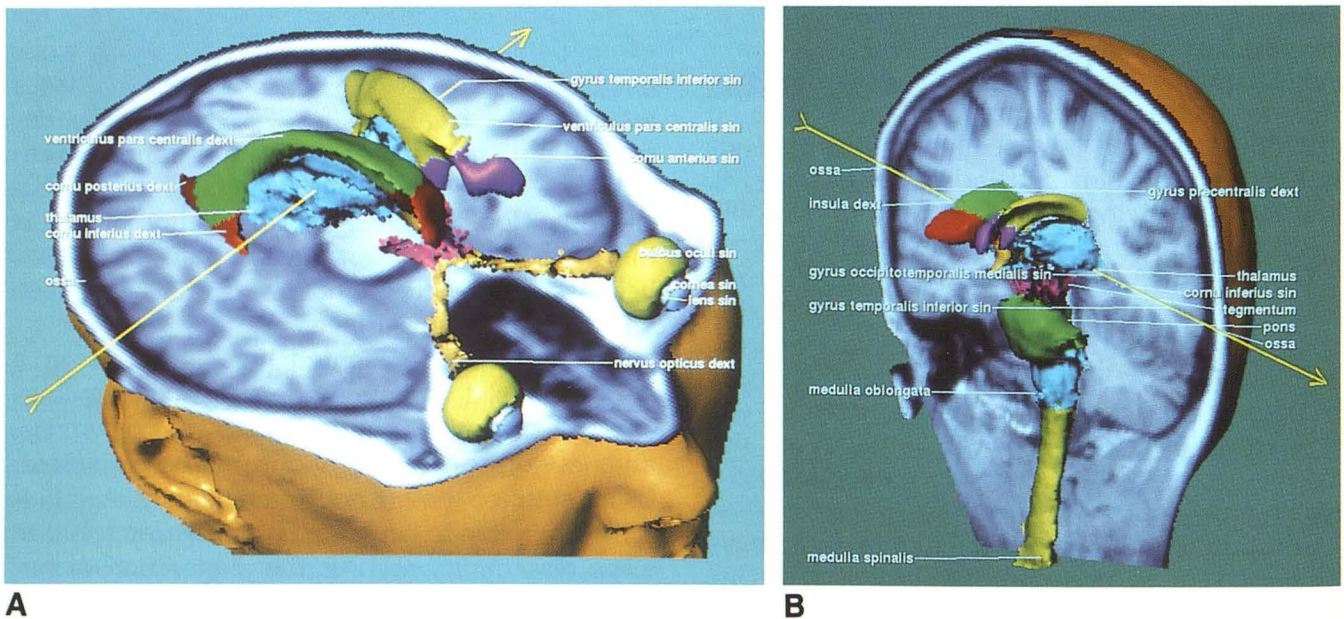 gyrus temporalis inferior sin
ventriculus pars centralis sin
ventriculus pars centralis dext
cornu anterius sin
cornu posterius dext
thalamus
cornu inferius dext
bulbus oculi sin
ossa
cornea sin
lens sin
nervus opticus dext
A
ossa
gyrus precentralis dext
insula dext
gyrus occipitotemporalis medialis sin
thalamus
cornu inferius sin
gyrus temporalis inferior sin
tegmentum
pons
ossa
medulla oblongata
medulla spinalis
B